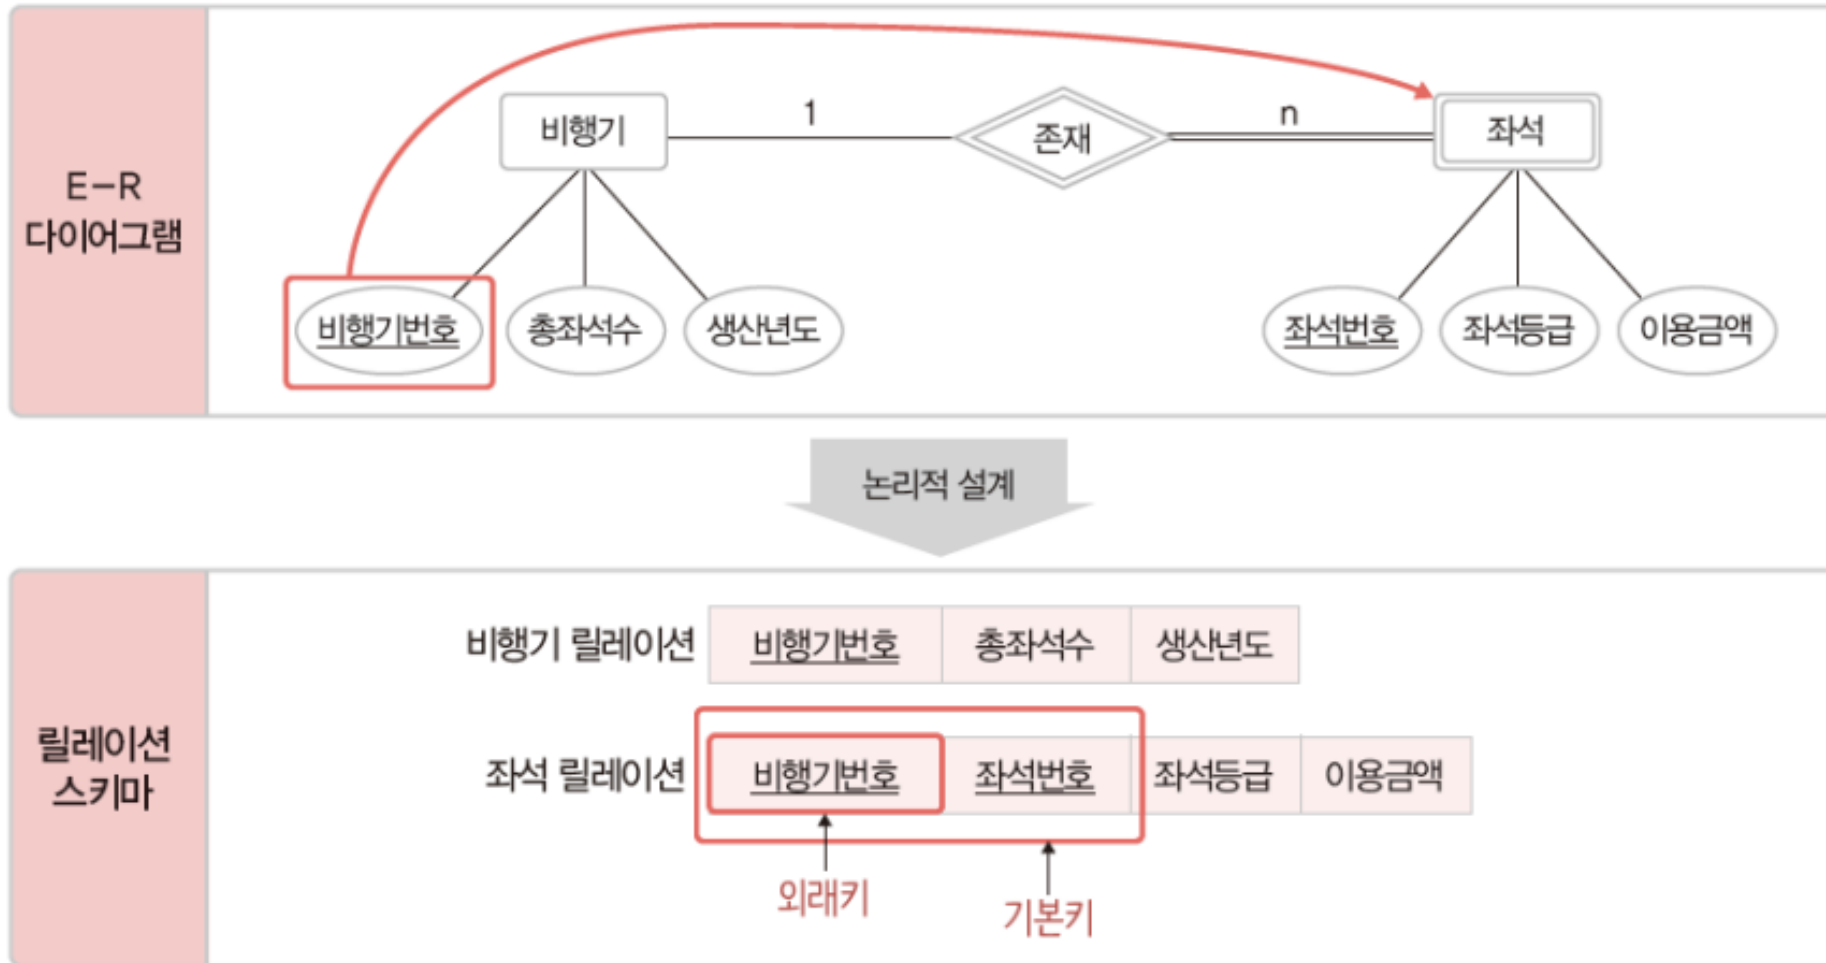 E-R
다이어그램
비행기
1
존재
n
좌석
비행기번호
총좌석수
생산년도
좌석번호
좌석등급
이용금액
논리적 설계
릴레이션
스키마
비행기 릴레이션
비행기번호
총좌석수
생산년도
좌석 릴레이션
비행기번호
좌석번호
좌석등급
이용금액
외래키
기본키